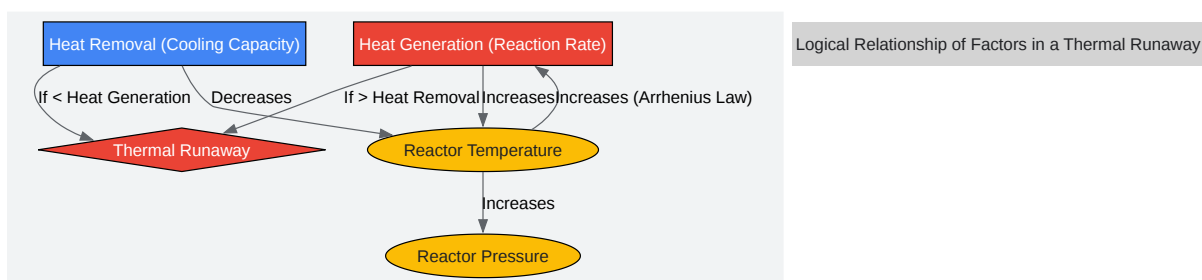 Heat Removal (Cooling Capacity)
Heat Generation (Reaction Rate)
Logical Relationship of Factors in a Thermal Runaway
If < Heat Generation
Decreases
If > Heat Removal
Increases
Increases (Arrhenius Law)
Thermal Runaway
Reactor Temperature
Increases
Reactor Pressure